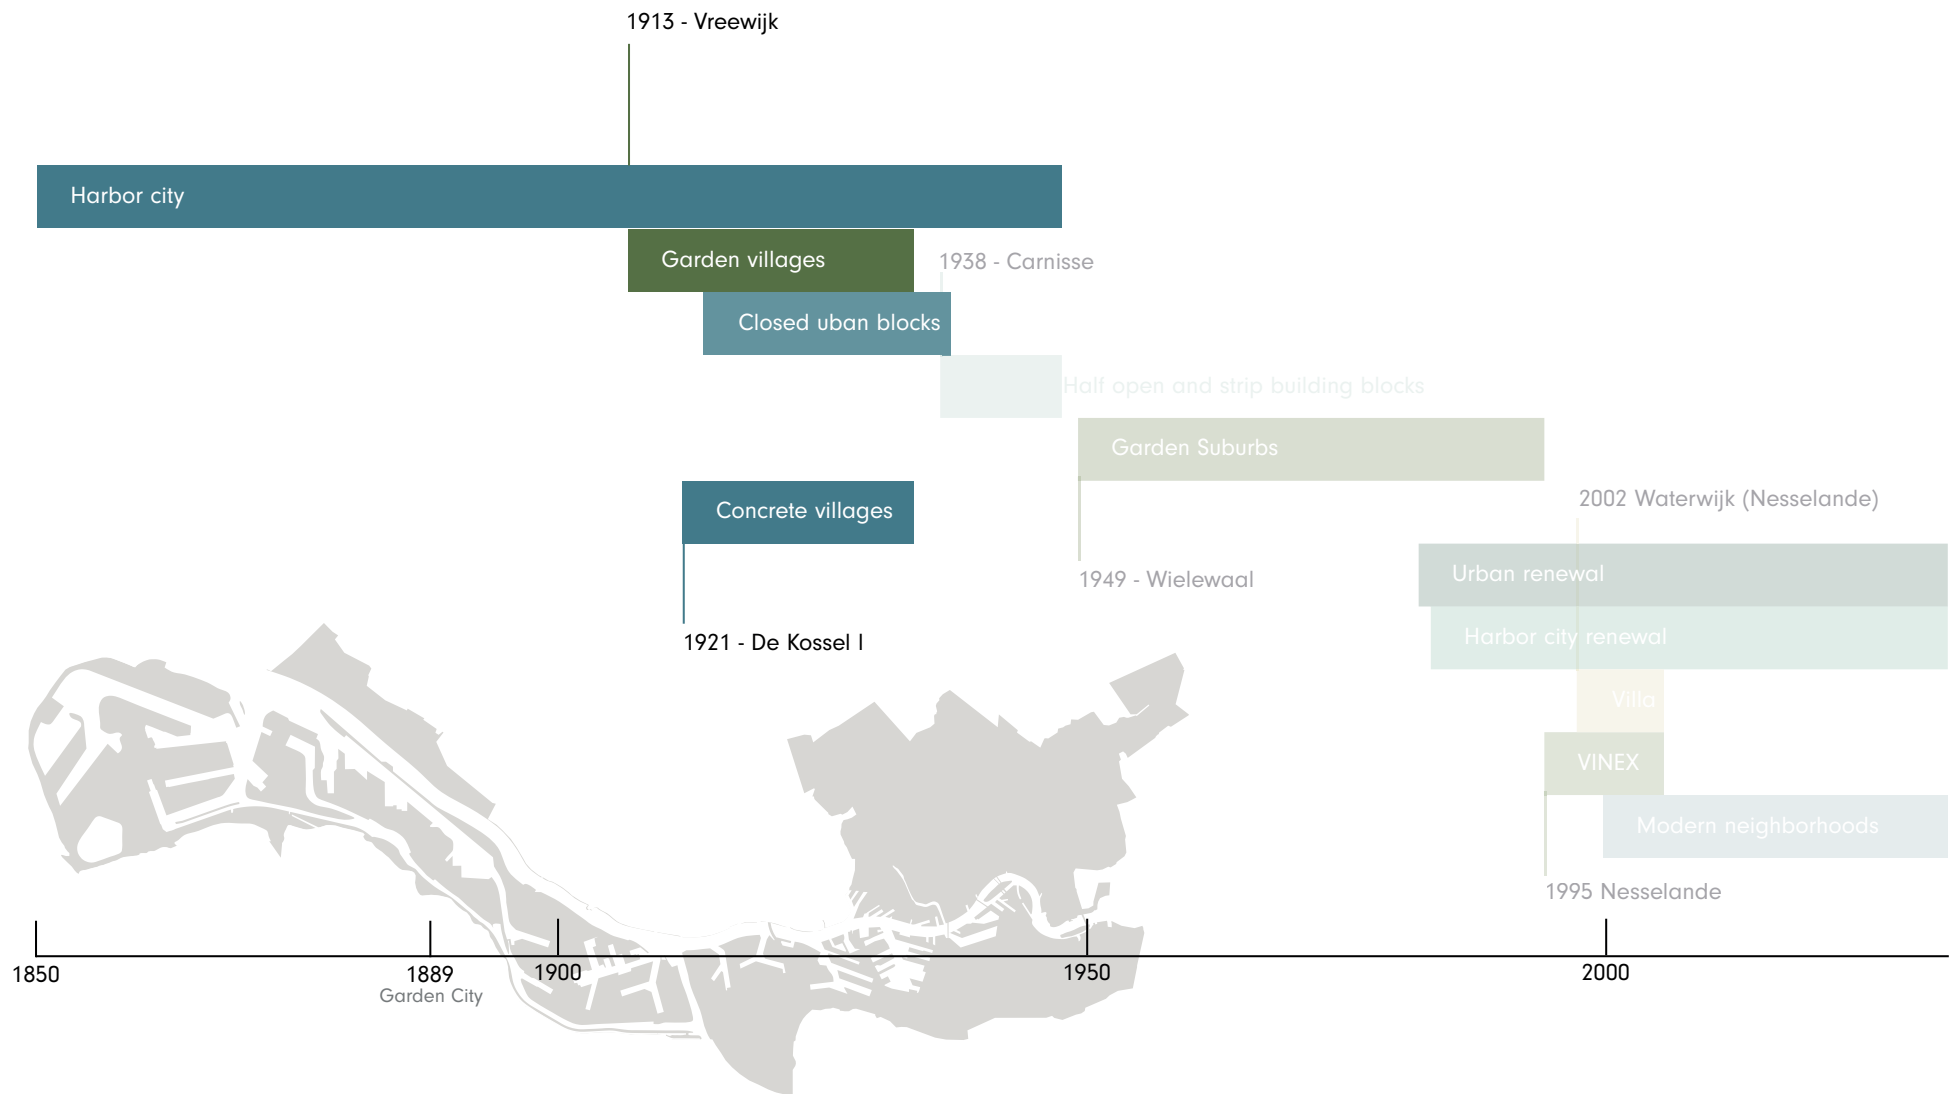 1913 - Vreewijk
Harbor city
Garden villages
1938 - Carnisse
Closed uban blocks
Half open and strip building blocks
Garden Suburbs
2002 Waterwijk (Nesselande)
Concrete villages
Urban renewal
1949 - Wielewaal
Harbor city renewal
1921 - De Kossel I
Villa
VINEX
Modern neighborhoods
1995 Nesselande
1850
1889
1900
1950
2000
Garden City